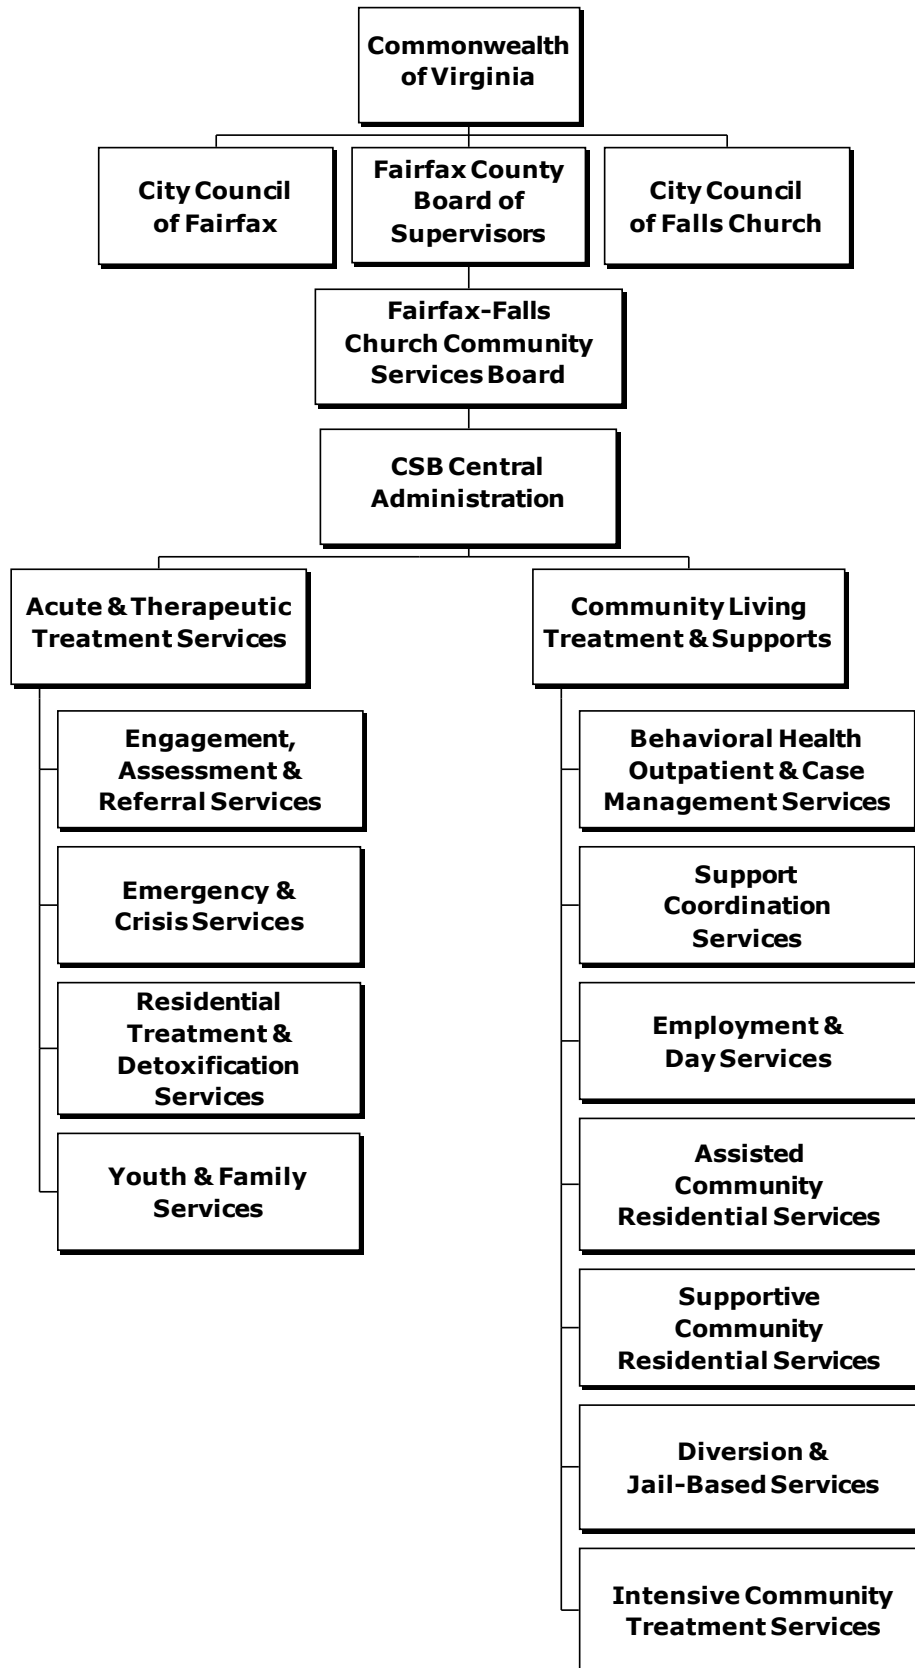 Commonwealth
of Virginia
City Council
of Fairfax
Fairfax County
Board of
Supervisors
City Council
of Falls Church
Fairfax-Falls
Church Community
Services Board
CSB Central
Administration
Acute & Therapeutic
Treatment Services
Engagement,
Assessment &
Referral Services
Emergency &
Crisis Services
Residential
Treatment &
Detoxification
Services
Youth & Family
Services
Community Living
Treatment & Supports
Behavioral Health
Outpatient & Case
Management Services
Support
Coordination
Services
Employment &
Day Services
Assisted
Community
Residential Services
Supportive
Community
Residential Services
Diversion &
Jail-Based Services
Intensive Community
Treatment Services